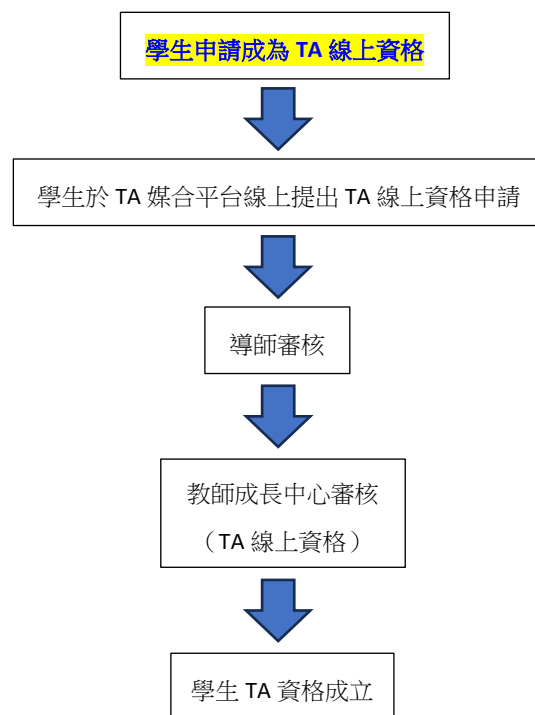 學生申請成為 TA 線上資格
學生於 TA 媒合平台線上提出 TA 線上資格申請
導師審核
教師成長中心審核
（TA 線上資格）
學生 TA 資格成立